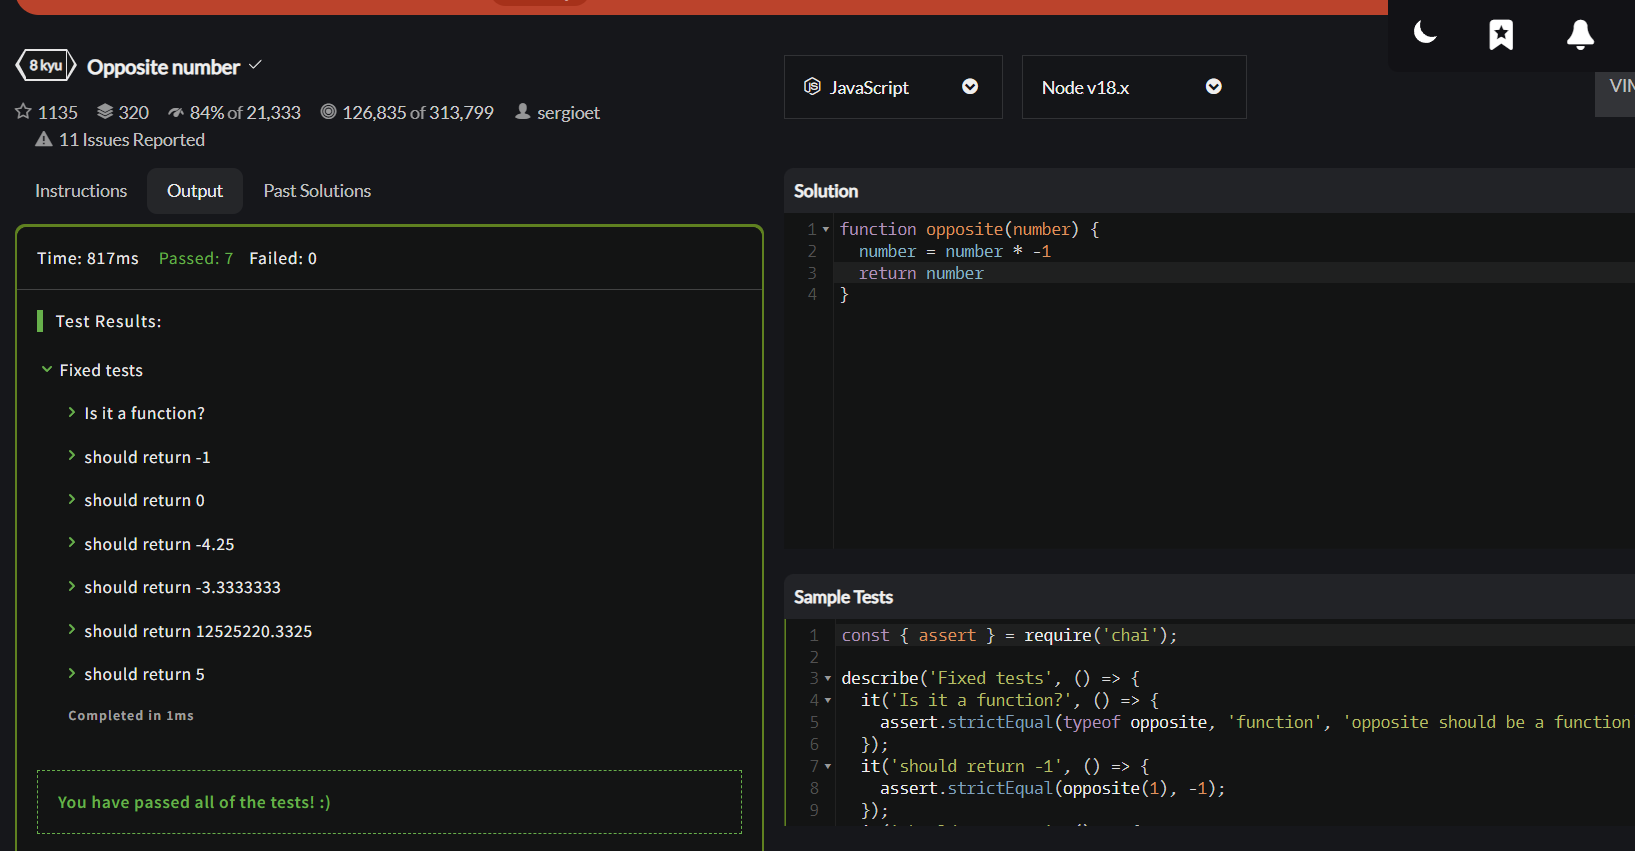 8 kyu Opposite number
1135 320 84% of 21,333 126,835 of 313,799 sergioet
11 Issues Reported
Instructions Output Past Solutions
Time: 817ms Passed: 7 Failed: 0
Test Results:
Fixed tests
Is it a function?
should return -1
should return 0
should return -4.25
should return -3.3333333
should return 12525220.3325
should return 5
Completed in 1ms
You have passed all of the tests! :)
JavaScript Node v18.x
VIM
Solution
1 function opposite(number) {
2 number = number * -1
3 return number
4 }
Sample Tests
1 const { assert } = require('chai');
2
3 describe('Fixed tests', () => {
4 it('Is it a function?', () => {
5 assert.strictEqual(typeof opposite, 'function', 'opposite should be a function
6 });
7 it('should return -1', () => {
8 assert.strictEqual(opposite(1), -1);
9 });